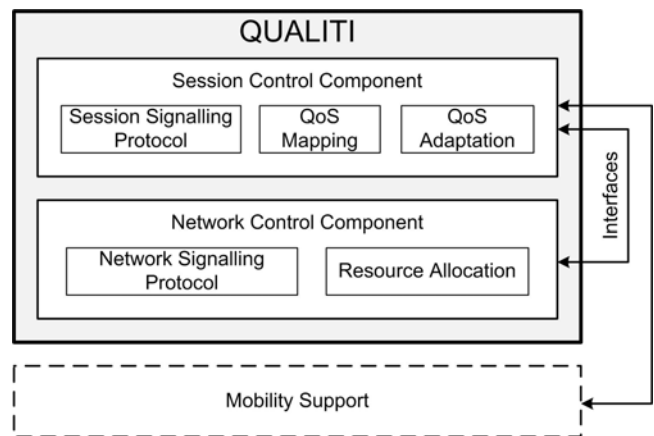 QUALITI
Session Control Component
Session Signalling
Protocol
QoS
Mapping
QoS
Adaptation
Interfaces
Network Control Component
Network Signalling
Protocol
Resource Allocation
Mobility Support